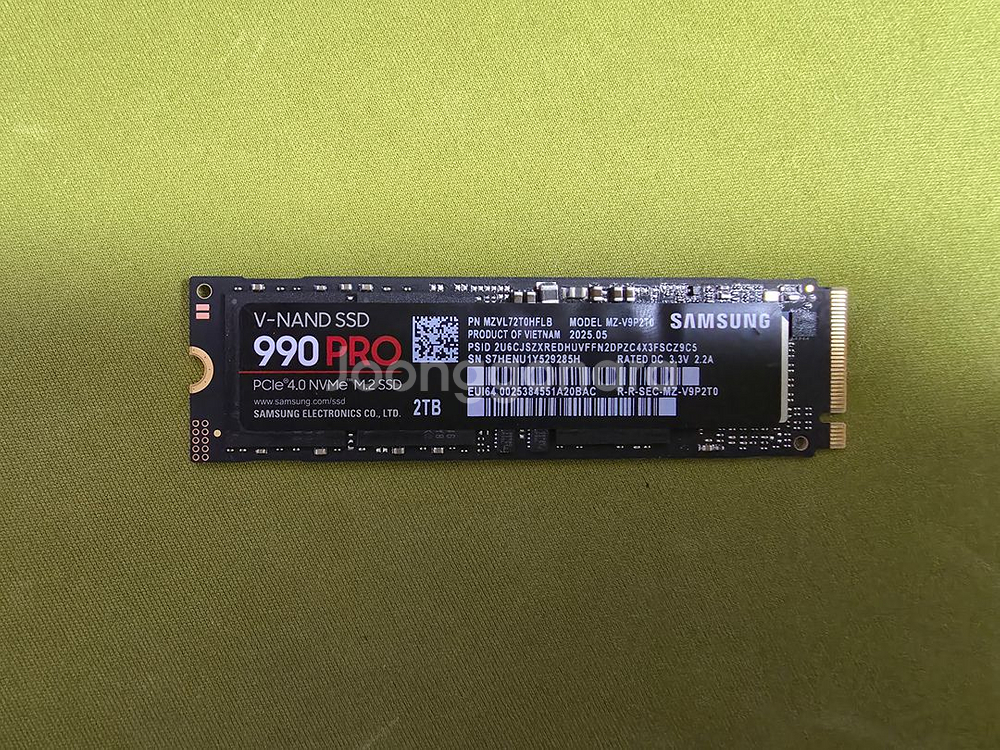 V-NAND SSD
990 PRO
PCIe® 4.0 NVMe™ M.2 SSD
www.samsung.com/ssd
SAMSUNG ELECTRONICS CO., LTD.
2TB
PN MZVL72T0HFLB MODEL MZ-V9P2T0
SAMSUNG
PRODUCT OF VIETNAM 2025.05
PSID 2U6CJSZXREDHUVFFN2DPZC4X3FSCZ9C5
SN S7HENU1Y529285H RATED DC 3.3V 2.2A
EUI64 0025384551A20BAC R-R-SEC-MZ-V9P2T0
joonggonara